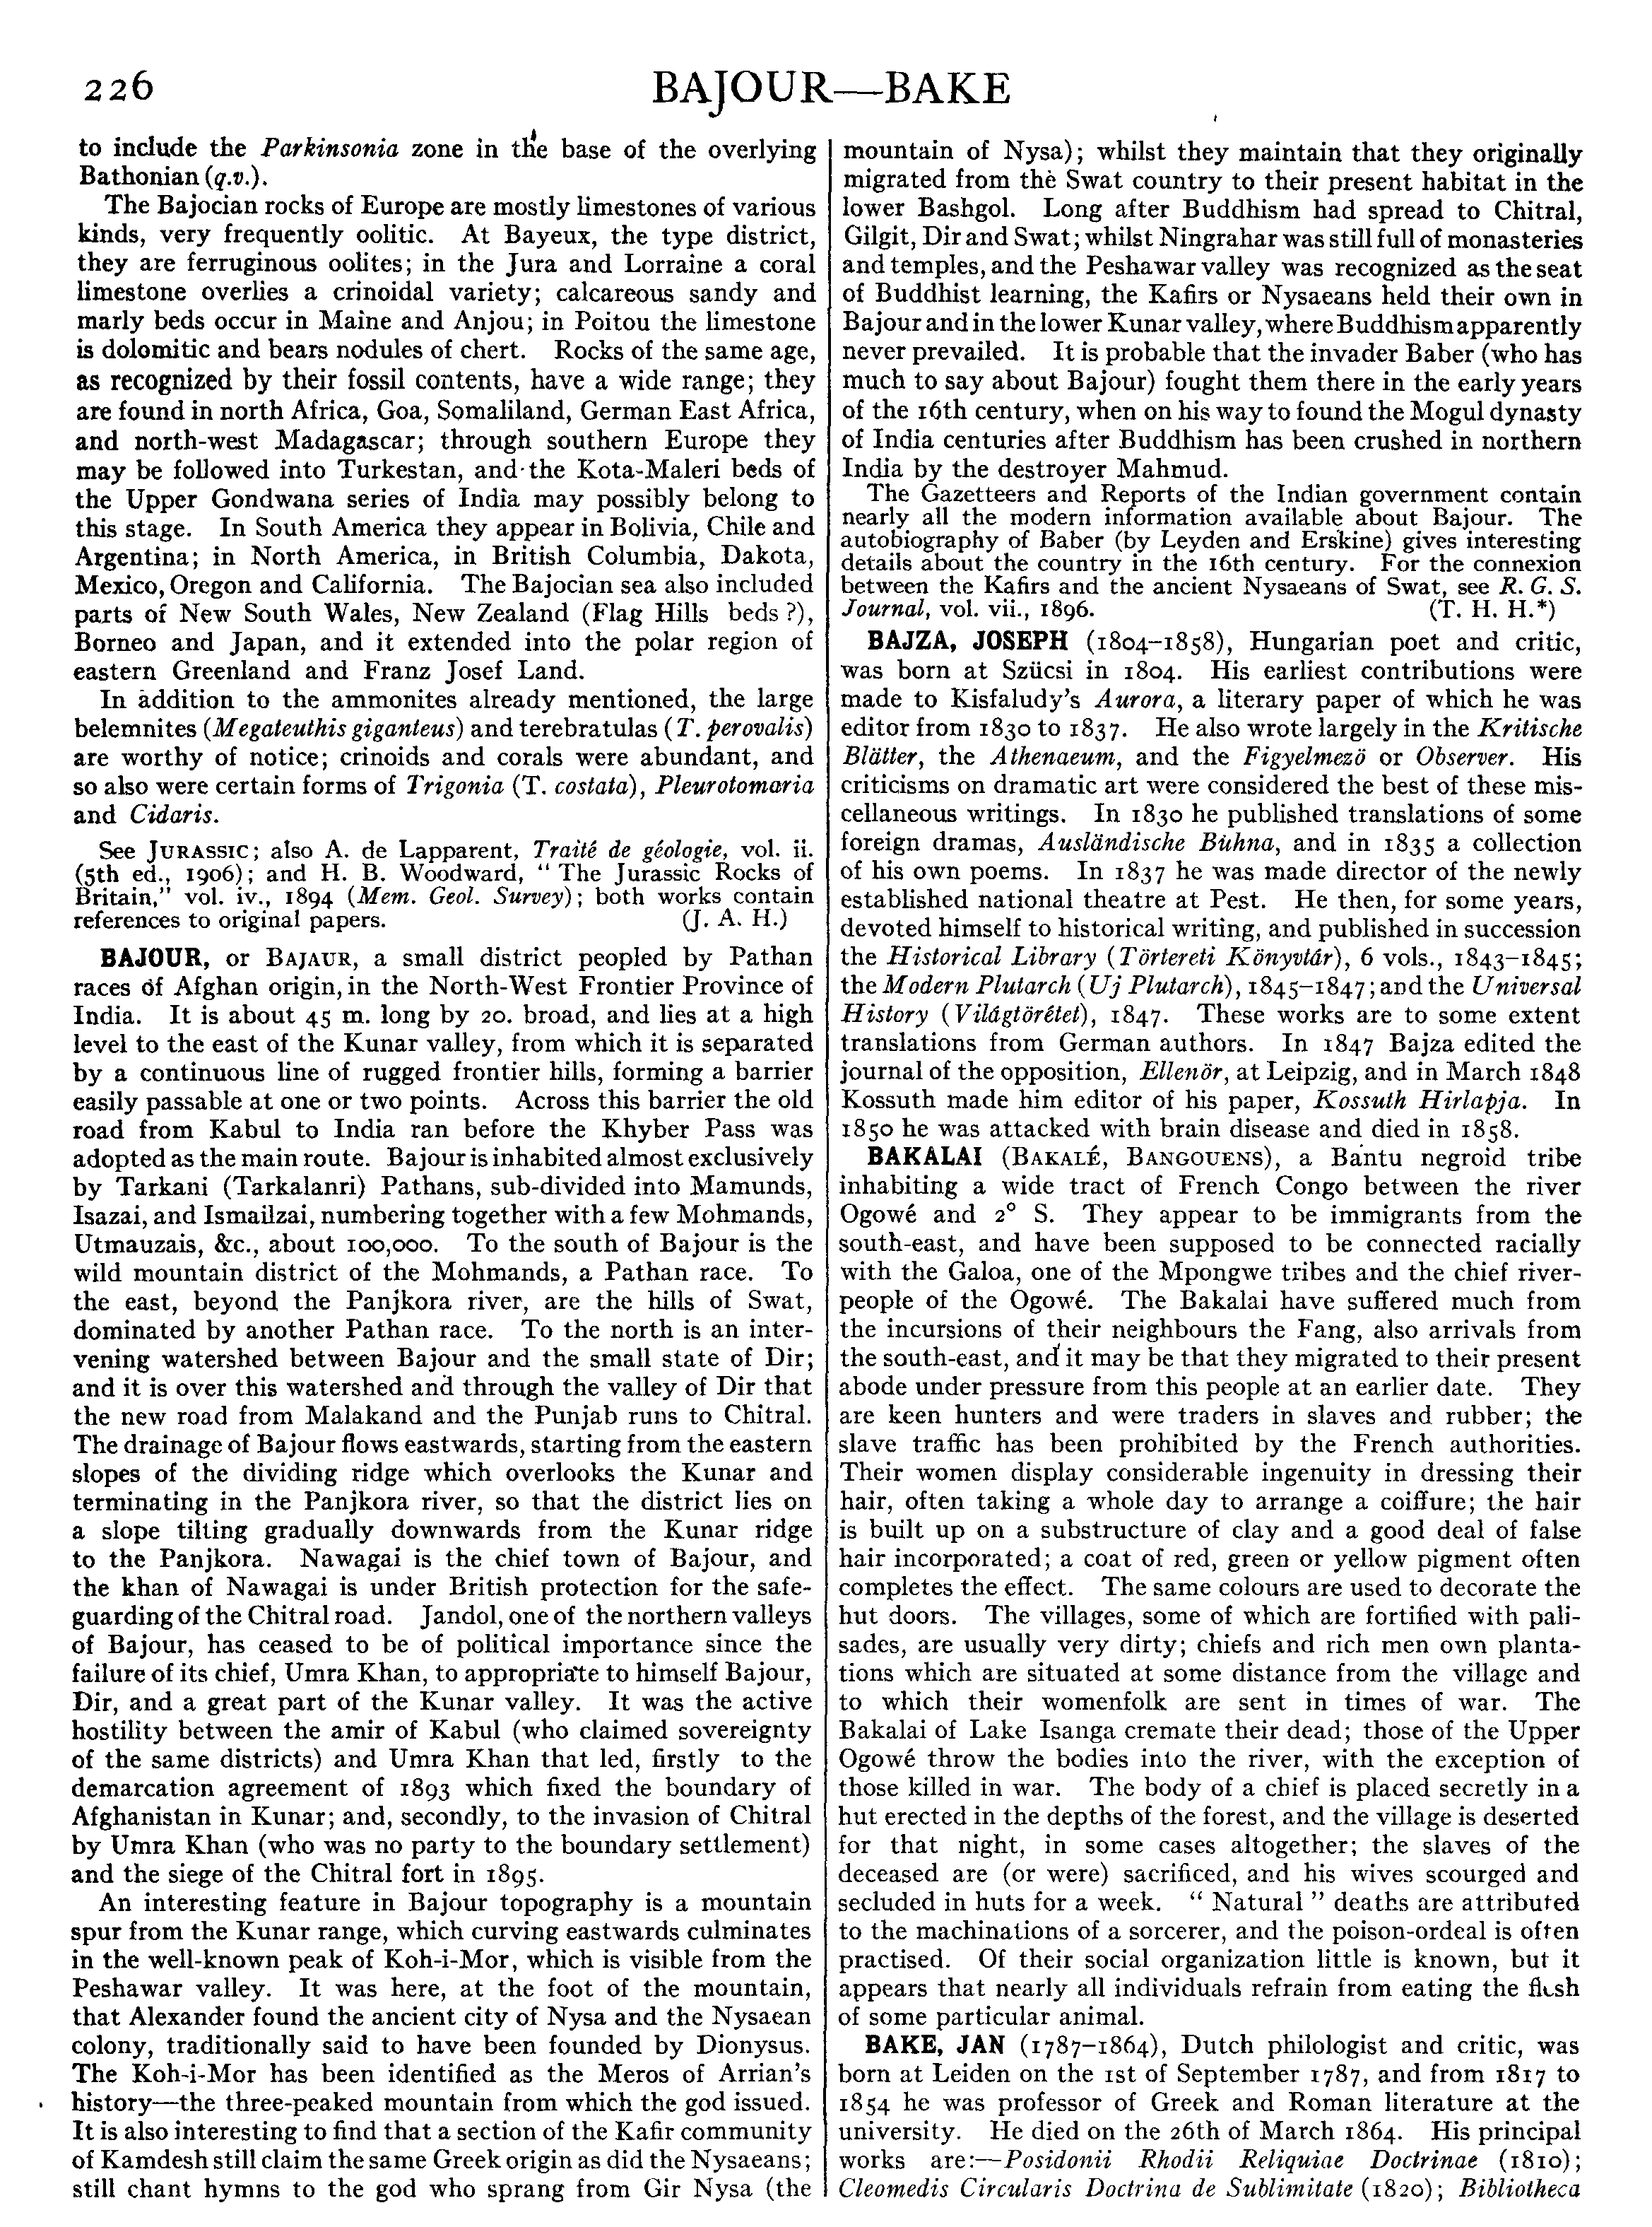 226
BAJOUR—BAKE
to include the Parkinsonia zone in the base of the overlying
Bathonian (q.v.).
The Bajocian rocks of Europe are mostly limestones of various
kinds, very frequently oolitic. At Bayeux, the type district,
they are ferruginous oolites; in the Jura and Lorraine a coral
limestone overlies a crinoidal variety; calcareous sandy and
marly beds occur in Maine and Anjou; in Poitou the limestone
is dolomitic and bears nodules of chert. Rocks of the same age,
as recognized by their fossil contents, have a wide range; they
are found in north Africa, Goa, Somaliland, German East Africa,
and north-west Madagascar; through southern Europe they
may be followed into Turkestan, and the Kota-Maleri beds of
the Upper Gondwana series of India may possibly belong to
this stage. In South America they appear in Bolivia, Chile and
Argentina; in North America, in British Columbia, Dakota,
Mexico, Oregon and California. The Bajocian sea also included
parts of New South Wales, New Zealand (Flag Hills beds ?),
Borneo and Japan, and it extended into the polar region of
eastern Greenland and Franz Josef Land.
In addition to the ammonites already mentioned, the large
belemnites (Megateuthis giganteus) and terebratulas (T. perovalis)
are worthy of notice; crinoids and corals were abundant, and
so also were certain forms of Trigonia (T. costata), Pleurotomaria
and Cidaris.
See JURASSIC; also A. de Lapparent, Traité de géologie, vol. ii.
(5th ed., 1906); and H. B. Woodward, “ The Jurassic Rocks of
Britain,” vol. iv., 1894 (Mem. Geol. Survey); both works contain
references to original papers. (J. A. H.)
BAJOUR, or BAJAUR, a small district peopled by Pathan
races of Afghan origin, in the North-West Frontier Province of
India. It is about 45 m. long by 20. broad, and lies at a high
level to the east of the Kunar valley, from which it is separated
by a continuous line of rugged frontier hills, forming a barrier
easily passable at one or two points. Across this barrier the old
road from Kabul to India ran before the Khyber Pass was
adopted as the main route. Bajour is inhabited almost exclusively
by Tarkani (Tarkalanri) Pathans, sub-divided into Mamunds,
Isazai, and Ismailzai, numbering together with a few Mohmands,
Utmauzais, &c., about 100,000. To the south of Bajour is the
wild mountain district of the Mohmands, a Pathan race. To
the east, beyond the Panjkora river, are the hills of Swat,
dominated by another Pathan race. To the north is an inter-
vening watershed between Bajour and the small state of Dir;
and it is over this watershed and through the valley of Dir that
the new road from Malakand and the Punjab runs to Chitral.
The drainage of Bajour flows eastwards, starting from the eastern
slopes of the dividing ridge which overlooks the Kunar and
terminating in the Panjkora river, so that the district lies on
a slope tilting gradually downwards from the Kunar ridge
to the Panjkora. Nawagai is the chief town of Bajour, and
the khan of Nawagai is under British protection for the safe-
guarding of the Chitral road. Jandol, one of the northern valleys
of Bajour, has ceased to be of political importance since the
failure of its chief, Umra Khan, to appropriate to himself Bajour,
Dir, and a great part of the Kunar valley. It was the active
hostility between the amir of Kabul (who claimed sovereignty
of the same districts) and Umra Khan that led, firstly to the
demarcation agreement of 1893 which fixed the boundary of
Afghanistan in Kunar; and, secondly, to the invasion of Chitral
by Umra Khan (who was no party to the boundary settlement)
and the siege of the Chitral fort in 1895.
An interesting feature in Bajour topography is a mountain
spur from the Kunar range, which curving eastwards culminates
in the well-known peak of Koh-i-Mor, which is visible from the
Peshawar valley. It was here, at the foot of the mountain,
that Alexander found the ancient city of Nysa and the Nysaean
colony, traditionally said to have been founded by Dionysus.
The Koh-i-Mor has been identified as the Meros of Arrian's
history—the three-peaked mountain from which the god issued.
It is also interesting to find that a section of the Kafir community
of Kamdesh still claim the same Greek origin as did the Nysaeans;
still chant hymns to the god who sprang from Gir Nysa (the
mountain of Nysa); whilst they maintain that they originally
migrated from the Swat country to their present habitat in the
lower Bashgol. Long after Buddhism had spread to Chitral,
Gilgit, Dir and Swat; whilst Ningrahar was still full of monasteries
and temples, and the Peshawar valley was recognized as the seat
of Buddhist learning, the Kafirs or Nysaeans held their own in
Bajour and in the lower Kunar valley, where Buddhism apparently
never prevailed. It is probable that the invader Baber (who has
much to say about Bajour) fought them there in the early years
of the 16th century, when on his way to found the Mogul dynasty
of India centuries after Buddhism has been crushed in northern
India by the destroyer Mahmud.
The Gazetteers and Reports of the Indian government contain
nearly all the modern information available about Bajour. The
autobiography of Baber (by Leyden and Erskine) gives interesting
details about the country in the 16th century. For the connexion
between the Kafirs and the ancient Nysaeans of Swat, see R. G. S.
Journal, vol. vii., 1896. (T. H. H.*)
BAJZA, JOSEPH (1804–1858), Hungarian poet and critic,
was born at Szücsi in 1804. His earliest contributions were
made to Kisfaludy's Aurora, a literary paper of which he was
editor from 1830 to 1837. He also wrote largely in the Kritische
Blätter, the Athenaeum, and the Figyelmezö or Observer. His
criticisms on dramatic art were considered the best of these mis-
cellaneous writings. In 1830 he published translations of some
foreign dramas, Ausländische Bühna, and in 1835 a collection
of his own poems. In 1837 he was made director of the newly
established national theatre at Pest. He then, for some years,
devoted himself to historical writing, and published in succession
the Historical Library (Törtereti Könyvtár), 6 vols., 1843–1845;
the Modern Plutarch (Uj Plutarch), 1845–1847; and the Universal
History (Világtörétet), 1847. These works are to some extent
translations from German authors. In 1847 Bajza edited the
journal of the opposition, Ellenör, at Leipzig, and in March 1848
Kossuth made him editor of his paper, Kossuth Hirlapja. In
1850 he was attacked with brain disease and died in 1858.
BAKALAI (BAKALÉ, BANGOUENS), a Bantu negroid tribe
inhabiting a wide tract of French Congo between the river
Ogowé and 2° S. They appear to be immigrants from the
south-east, and have been supposed to be connected racially
with the Galoa, one of the Mpongwe tribes and the chief river-
people of the Ogowé. The Bakalai have suffered much from
the incursions of their neighbours the Fang, also arrivals from
the south-east, and it may be that they migrated to their present
abode under pressure from this people at an earlier date. They
are keen hunters and were traders in slaves and rubber; the
slave traffic has been prohibited by the French authorities.
Their women display considerable ingenuity in dressing their
hair, often taking a whole day to arrange a coiffure; the hair
is built up on a substructure of clay and a good deal of false
hair incorporated; a coat of red, green or yellow pigment often
completes the effect. The same colours are used to decorate the
hut doors. The villages, some of which are fortified with pali-
sades, are usually very dirty; chiefs and rich men own planta-
tions which are situated at some distance from the village and
to which their womenfolk are sent in times of war. The
Bakalai of Lake Isanga cremate their dead; those of the Upper
Ogowé throw the bodies into the river, with the exception of
those killed in war. The body of a chief is placed secretly in a
hut erected in the depths of the forest, and the village is deserted
for that night, in some cases altogether; the slaves of the
deceased are (or were) sacrificed, and his wives scourged and
secluded in huts for a week. “ Natural ” deaths are attributed
to the machinations of a sorcerer, and the poison-ordeal is often
practised. Of their social organization little is known, but it
appears that nearly all individuals refrain from eating the flesh
of some particular animal.
BAKE, JAN (1787–1864), Dutch philologist and critic, was
born at Leiden on the 1st of September 1787, and from 1817 to
1854 he was professor of Greek and Roman literature at the
university. He died on the 26th of March 1864. His principal
works are:—Posidonii Rhodii Reliquiae Doctrinae (1810);
Cleomedis Circularis Doctrina de Sublimitate (1820); Bibliotheca